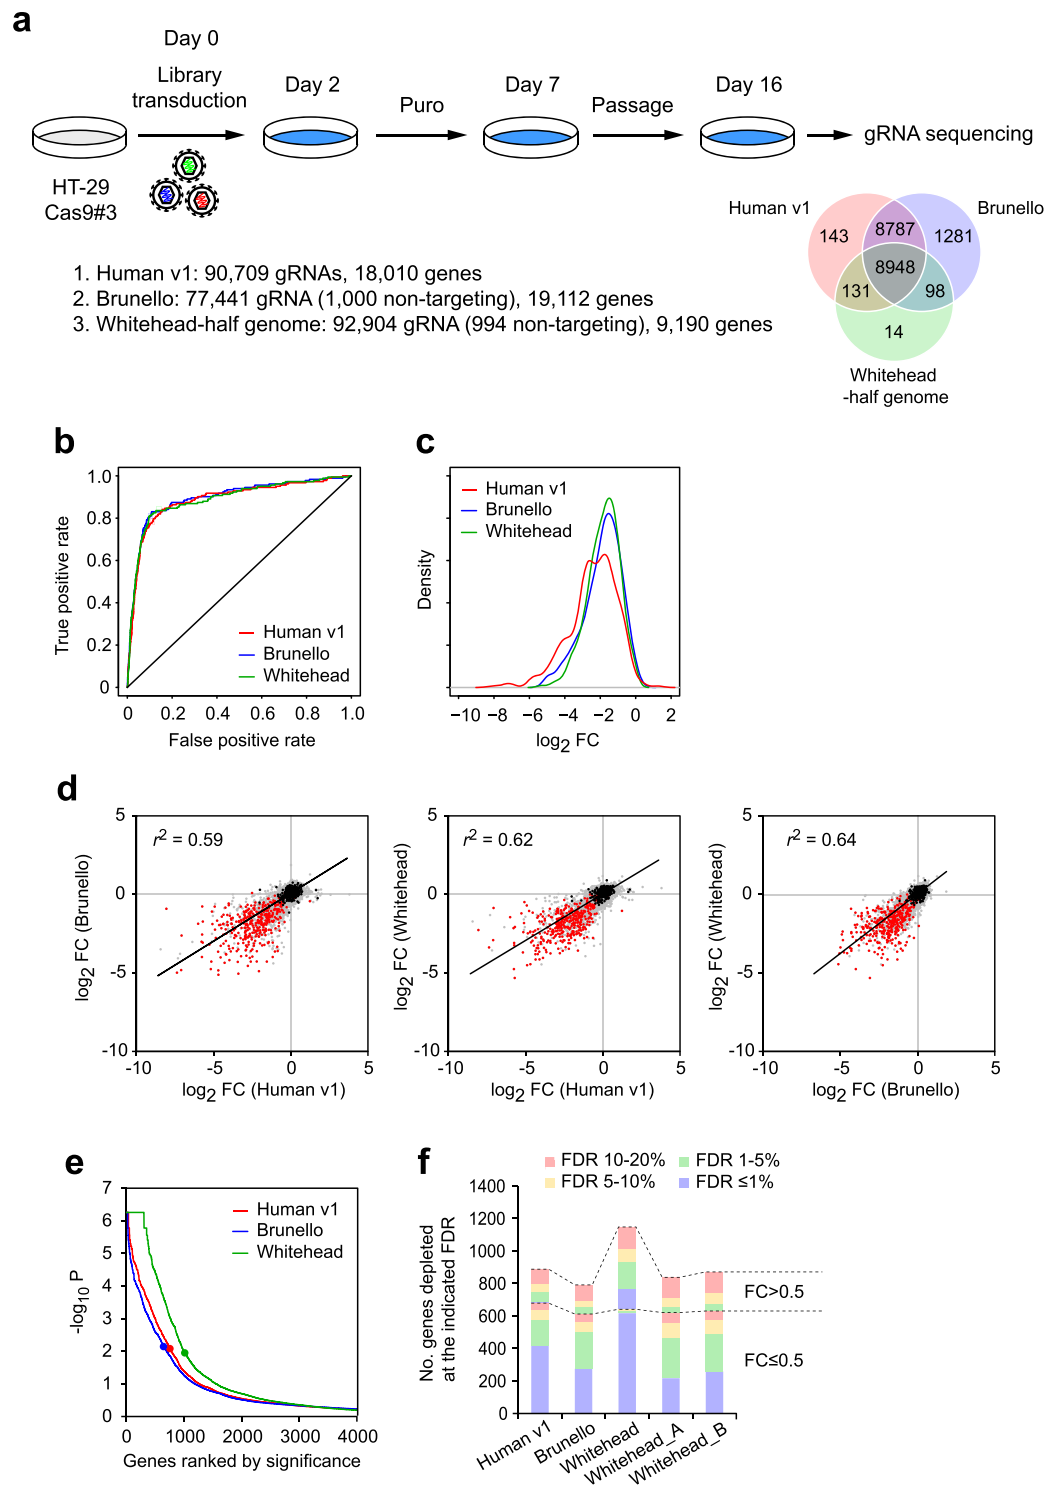 a
Day 0
Library
transduction
Day 2
Puro
Day 7
Passage
Day 16
gRNA sequencing
HT-29
Cas9#3
1. Human v1: 90,709 gRNAs, 18,010 genes
2. Brunello: 77,441 gRNA (1,000 non-targeting), 19,112 genes
3. Whitehead-half genome: 92,904 gRNA (994 non-targeting), 9,190 genes
Human v1
Brunello
143
8787
1281
8948
131
98
14
Whitehead
-half genome
b
True positive rate
1.0
0.8
0.6
0.4
0.2
0
Human v1
Brunello
Whitehead
0 0.2 0.4 0.6 0.8 1.0
False positive rate
c
Density
Human v1
Brunello
Whitehead
−10 −8 −6 −4 −2 0 2
log2 FC
d
log2 FC (Brunello)
5
0
-5
-10
r2 = 0.59
-10 -5 0 5
log2 FC (Human v1)
log2 FC (Whitehead)
5
0
-5
-10
r2 = 0.62
-10 -5 0 5
log2 FC (Human v1)
log2 FC (Whitehead)
5
0
-5
-10
r2 = 0.64
-10 -5 0 5
log2 FC (Brunello)
e
-log10 P
7
6
5
4
3
2
1
0
Human v1
Brunello
Whitehead
0 1000 2000 3000 4000
Genes ranked by significance
f
FDR 10-20%
FDR 1-5%
FDR 5-10%
FDR ≤1%
No. genes depleted
at the indicated FDR
1400
1200
1000
800
600
400
200
0
FC>0.5
FC≤0.5
Human v1
Brunello
Whitehead
Whitehead_A
Whitehead_B